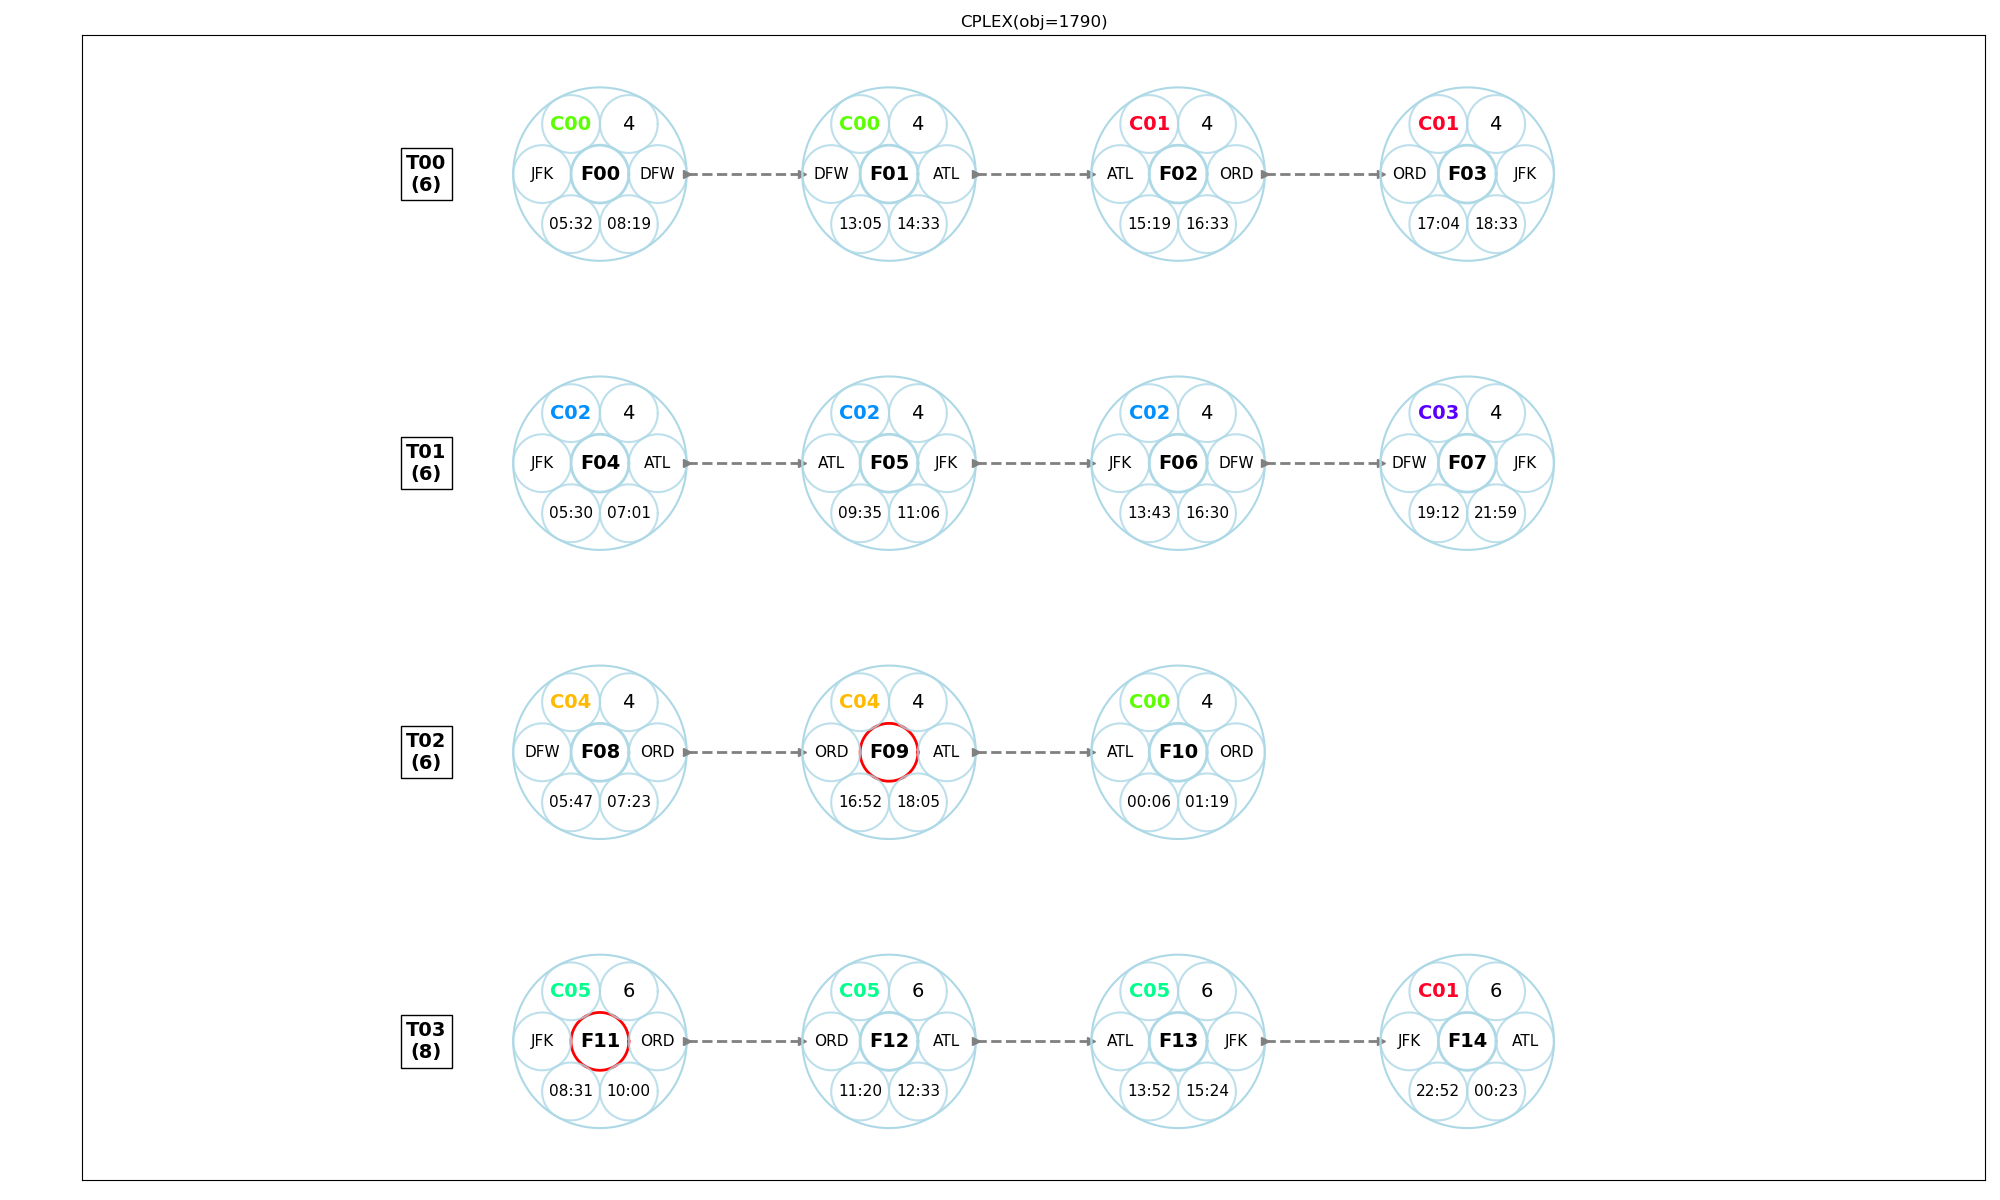 CPLEX(obj=1790)
C00 4 C00 4 C01 4 C01 4
T00
(6)
JFK F00 DFW DFW F01 ATL ATL F02 ORD ORD F03 JFK
05:32 08:19 13:05 14:33 15:19 16:33 17:04 18:33
C02 4 C02 4 C02 4 C03 4
T01
(6)
JFK F04 ATL ATL F05 JFK JFK F06 DFW DFW F07 JFK
05:30 07:01 09:35 11:06 13:43 16:30 19:12 21:59
C04 4 C04 4 C00 4
T02
(6)
DFW F08 ORD ORD F09 ATL ATL F10 ORD
05:47 07:23 16:52 18:05 00:06 01:19
C05 6 C05 6 C05 6 C01 6
T03
(8)
JFK F11 ORD ORD F12 ATL ATL F13 JFK JFK F14 ATL
08:31 10:00 11:20 12:33 13:52 15:24 22:52 00:23